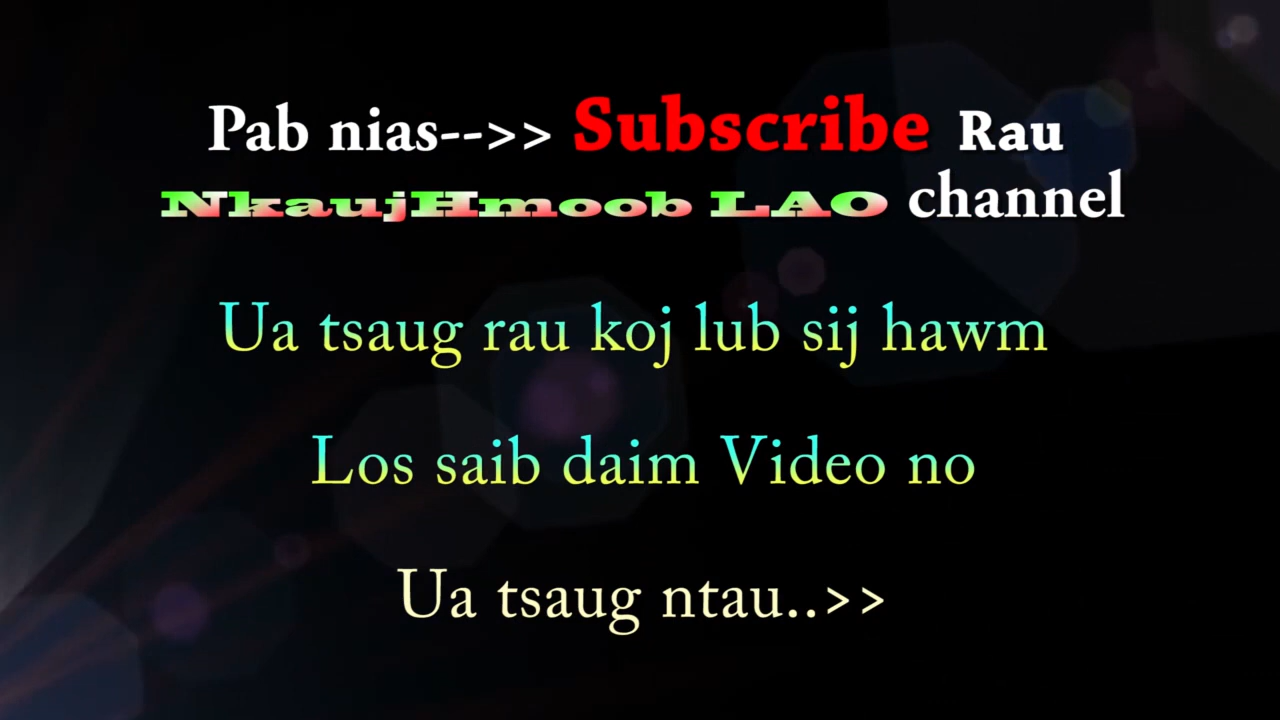 Pab nias-->> Subscribe Rau
NkaujHmoob LAO channel
Ua tsaug rau koj lub sij hawm
Los saib daim Video no
Ua tsaug ntau..>>